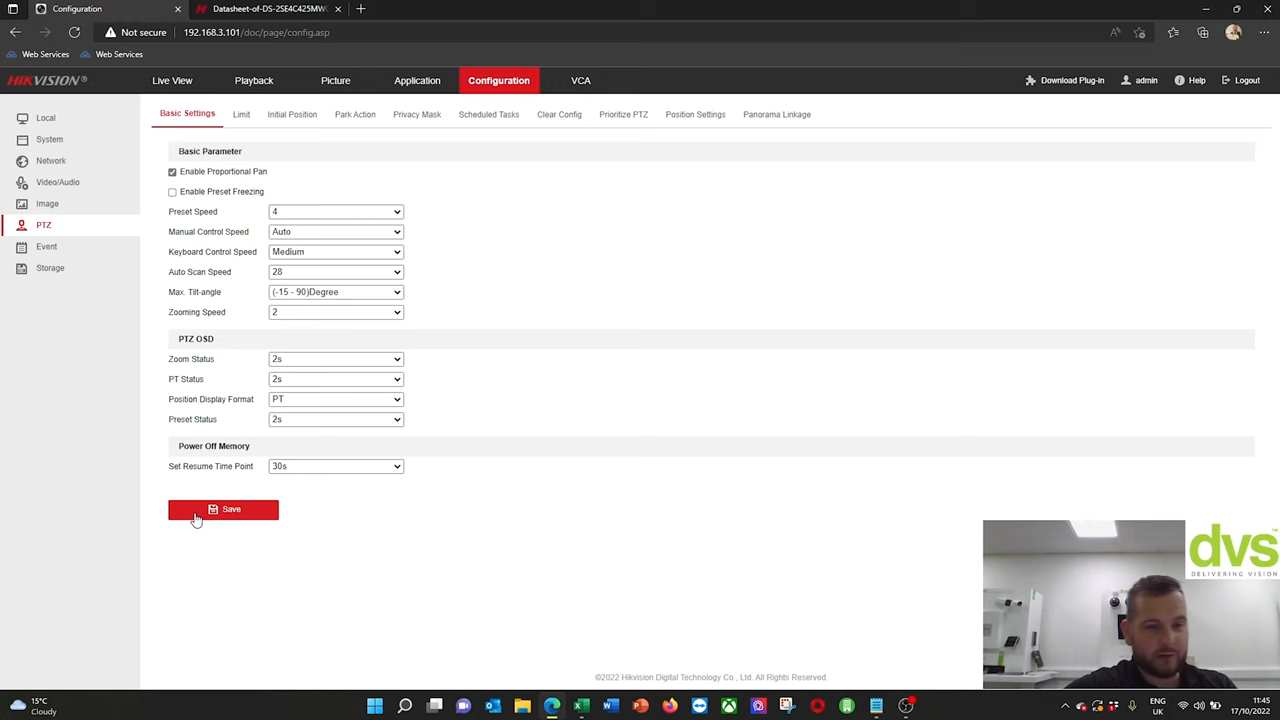 Configuration
Datasheet-of-DS-2SE4C425MW
Not secure
192.168.3.101/doc/page/config.asp
Web Services
Web Services
HIKVISION®
Live View
Playback
Picture
Application
Configuration
VCA
Download Plug-in
admin
Help
Logout
Local
System
Network
Video/Audio
Image
PTZ
Event
Storage
Basic Settings
Limit
Initial Position
Park Action
Privacy Mask
Scheduled Tasks
Clear Config
Prioritize PTZ
Position Settings
Panorama Linkage
Basic Parameter
Enable Proportional Pan
Enable Preset Freezing
Preset Speed 4
Manual Control Speed Auto
Keyboard Control Speed Medium
Auto Scan Speed 28
Max. Tilt-angle (-15 - 90)Degree
Zooming Speed 2
PTZ OSD
Zoom Status 2s
PT Status 2s
Position Display Format PT
Preset Status 2s
Power Off Memory
Set Resume Time Point 30s
Save
dvs
DELIVERING VISION
©2022 Hikvision Digital Technology Co., Ltd. All Rights Reserved.
15°C
Cloudy
ENG
UK
11:45
17/10/2022